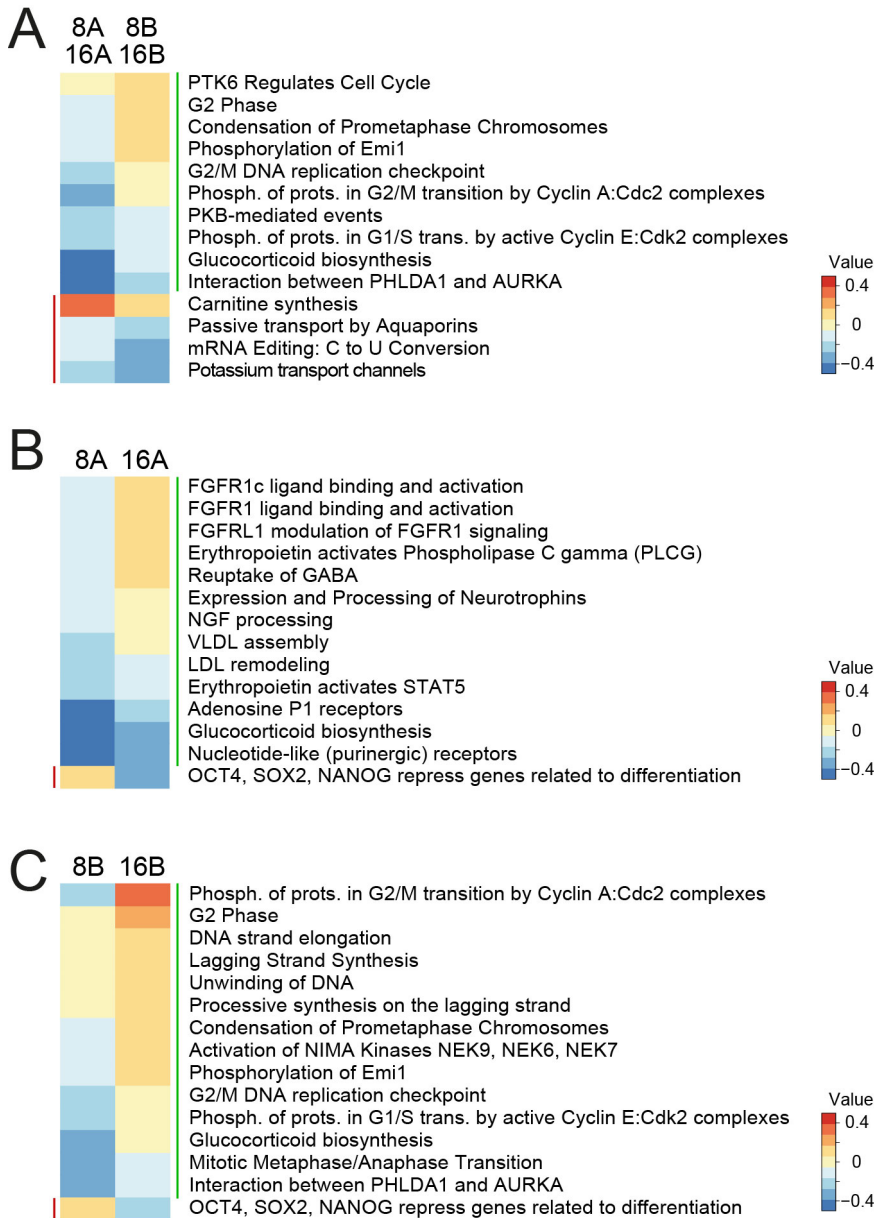 A
8A 8B
16A 16B
PTK6 Regulates Cell Cycle
G2 Phase
Condensation of Prometaphase Chromosomes
Phosphorylation of Emi1
G2/M DNA replication checkpoint
Phosph. of prots. in G2/M transition by Cyclin A:Cdc2 complexes
PKB-mediated events
Phosph. of prots. in G1/S trans. by active Cyclin E:Cdk2 complexes
Glucocorticoid biosynthesis
Interaction between PHLDA1 and AURKA
Carnitine synthesis
Passive transport by Aquaporins
mRNA Editing: C to U Conversion
Potassium transport channels
Value
0.4
0
−0.4
B
8A 16A
FGFR1c ligand binding and activation
FGFR1 ligand binding and activation
FGFRL1 modulation of FGFR1 signaling
Erythropoietin activates Phospholipase C gamma (PLCG)
Reuptake of GABA
Expression and Processing of Neurotrophins
NGF processing
VLDL assembly
LDL remodeling
Erythropoietin activates STAT5
Adenosine P1 receptors
Glucocorticoid biosynthesis
Nucleotide-like (purinergic) receptors
OCT4, SOX2, NANOG repress genes related to differentiation
Value
0.4
0
−0.4
C
8B 16B
Phosph. of prots. in G2/M transition by Cyclin A:Cdc2 complexes
G2 Phase
DNA strand elongation
Lagging Strand Synthesis
Unwinding of DNA
Processive synthesis on the lagging strand
Condensation of Prometaphase Chromosomes
Activation of NIMA Kinases NEK9, NEK6, NEK7
Phosphorylation of Emi1
G2/M DNA replication checkpoint
Phosph. of prots. in G1/S trans. by active Cyclin E:Cdk2 complexes
Glucocorticoid biosynthesis
Mitotic Metaphase/Anaphase Transition
Interaction between PHLDA1 and AURKA
OCT4, SOX2, NANOG repress genes related to differentiation
Value
0.4
0
−0.4